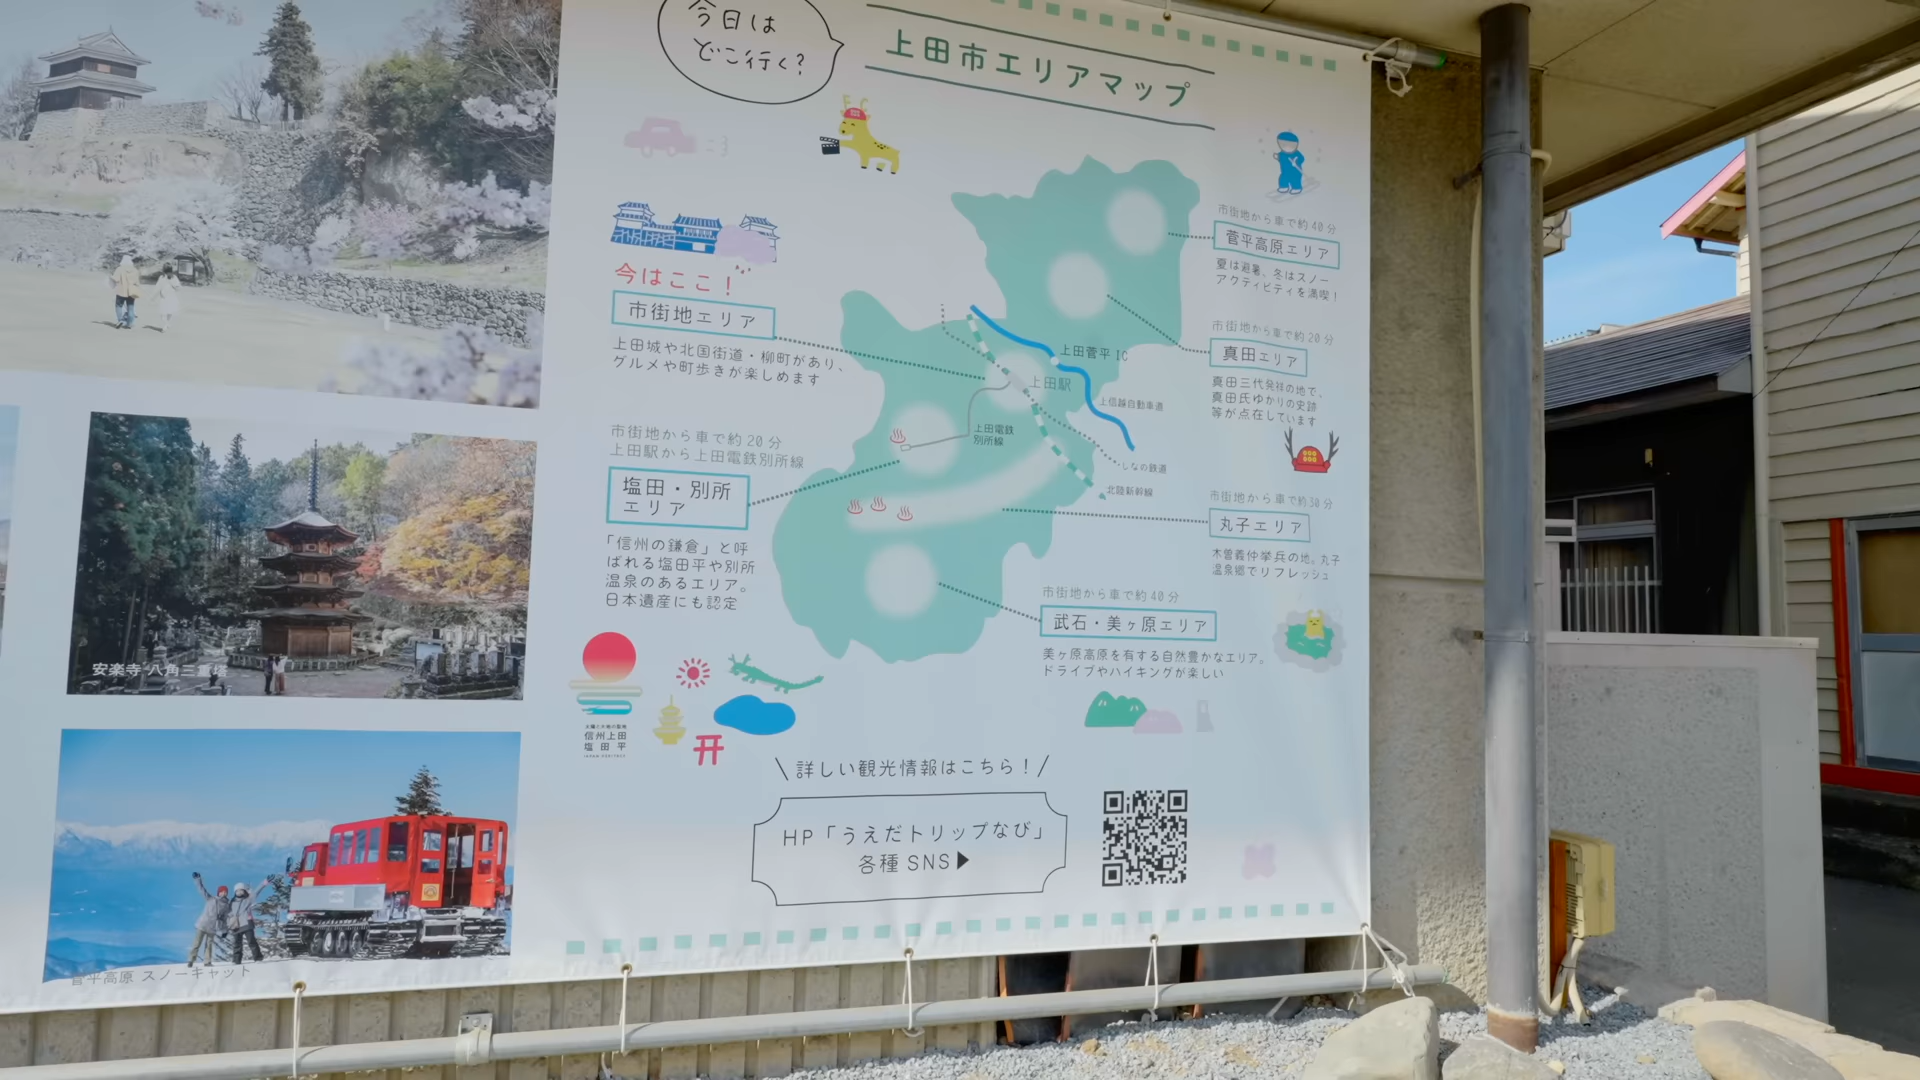 今日は
どこ行く?
上田市エリアマップ
市街地から車で約40分
菅平高原エリア
夏は避暑、冬はスノー
アクティビティを満喫!
今はここ!
市街地エリア
上田城や北国街道・柳町があり、
グルメや町歩きが楽しめます
市街地から車で約20分
真田エリア
真田三代発祥の地で、
真田氏ゆかりの史跡
等が点在しています
上田菅平IC
上田駅
上信越自動車道
上田電鉄
別所線
しなの鉄道
北陸新幹線
市街地から車で約20分
上田駅から上田電鉄別所線
塩田・別所
エリア
「信州の鎌倉」と呼
ばれる塩田平や別所
温泉のあるエリア。
日本遺産にも認定
市街地から車で約30分
丸子エリア
木曽義仲挙兵の地。丸子
温泉郷でリフレッシュ
市街地から車で約40分
武石・美ヶ原エリア
美ヶ原高原を有する自然豊かなエリア。
ドライブやハイキングが楽しい
信州上田
塩田平
JAPAN HERITAGE
詳しい観光情報はこちら!
HP「うえだトリップなび」
各種SNS▶
安楽寺 八角三重塔
菅平高原 スノーキャット